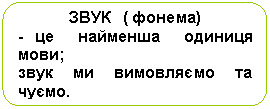 ЗВУК ( фонема)
- це найменша одиниця
мови;
звук ми вимовляємо та
чуємо.